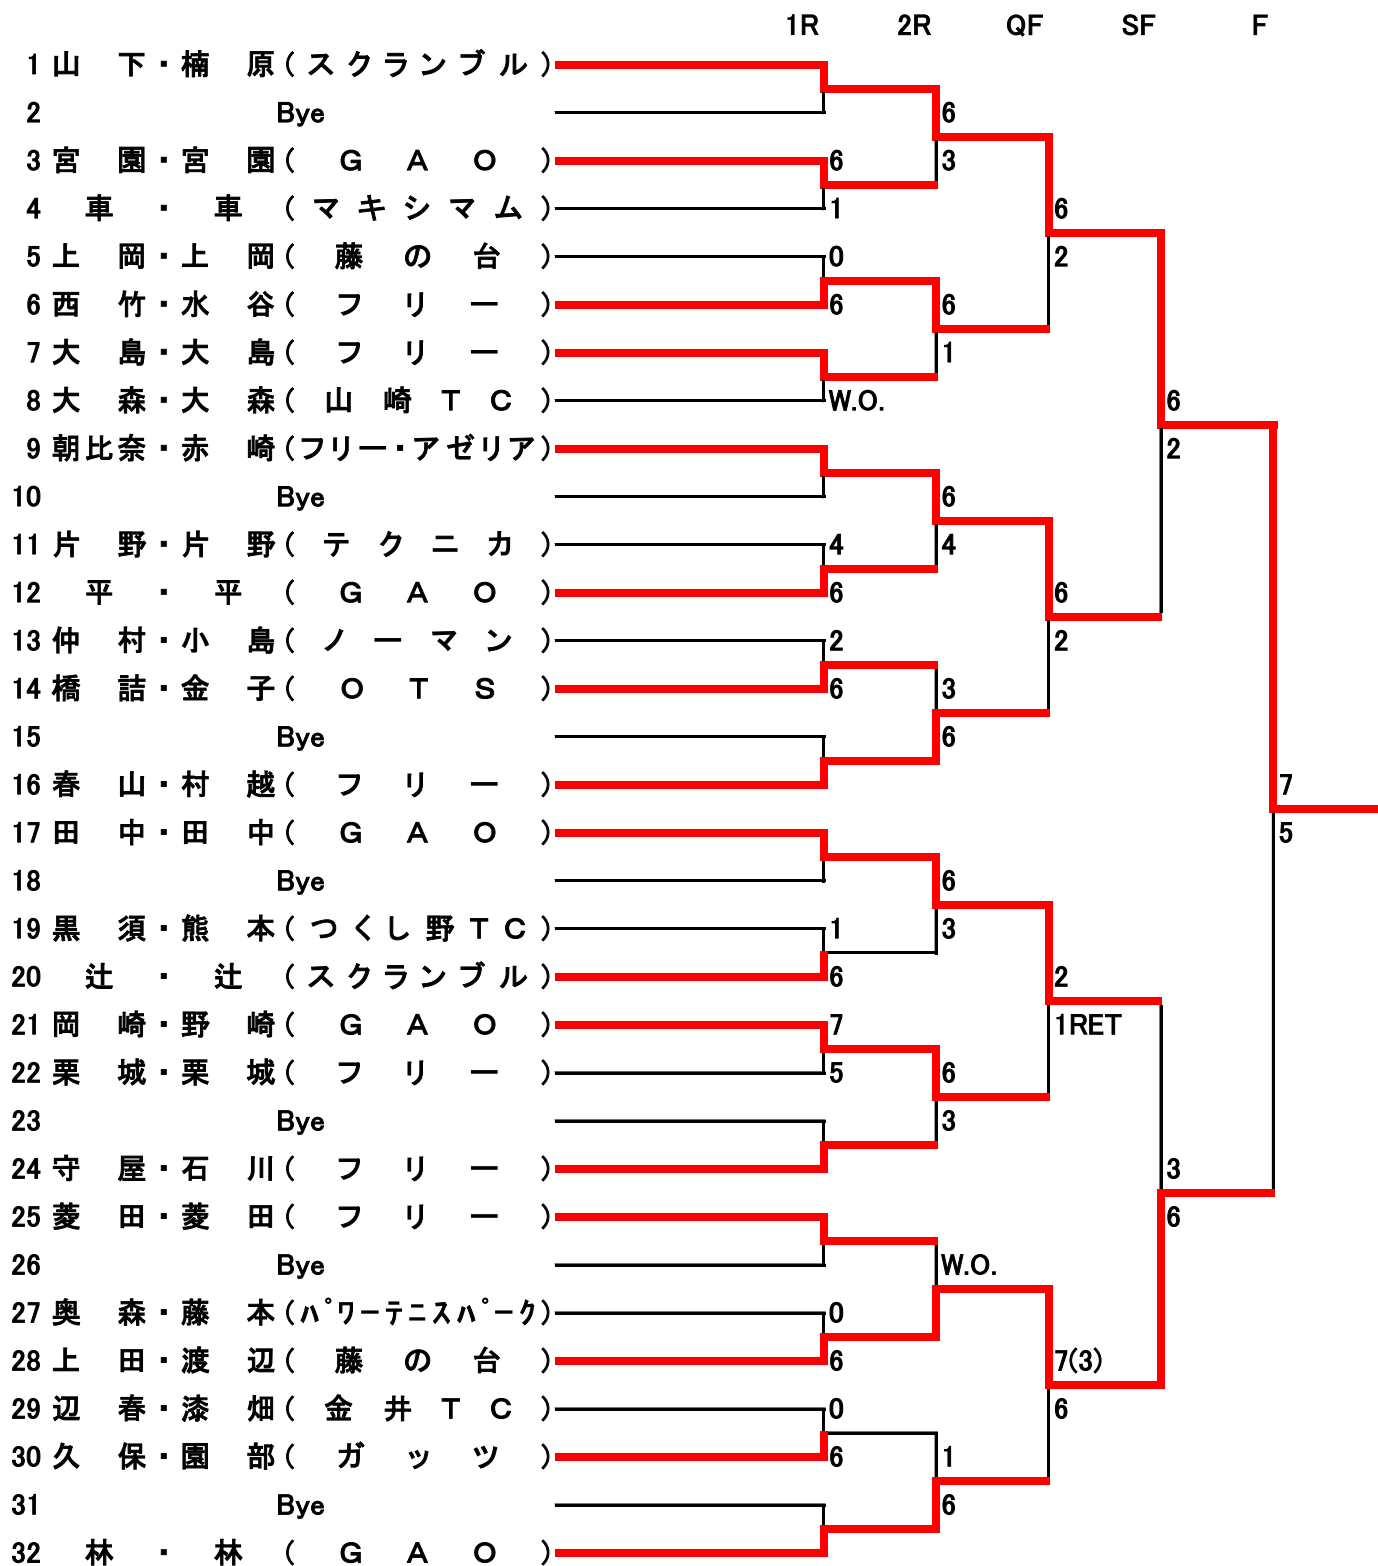 1R 2R QF SF F
1 山 下・楠 原(スクランブル)
2 Bye 6
3 宮 園・宮 園( G A O ) 6 3
4 車 ・ 車 (マキシマム) 1 6
5 上 岡・上 岡( 藤 の 台 ) 0 2
6 西 竹・水 谷( フ リ ー ) 6 6
7 大 島・大 島( フ リ ー ) 1
8 大 森・大 森( 山 崎 T C ) W.O. 6
9 朝比奈・赤 崎(フリー・アゼリア) 2
10 Bye 6
11 片 野・片 野( テ ク ニ カ ) 4 4
12 平 ・ 平 ( G A O ) 6 6
13 仲 村・小 島( ノ ー マ ン ) 2 2
14 橋 詰・金 子( O T S ) 6 3
15 Bye 6
16 春 山・村 越( フ リ ー ) 7
17 田 中・田 中( G A O ) 5
18 Bye 6
19 黒 須・熊 本(つくし野TC) 1 3
20 辻 ・ 辻 (スクランブル) 6 2
21 岡 崎・野 崎( G A O ) 7 1RET
22 栗 城・栗 城( フ リ ー ) 5 6
23 Bye 3
24 守 屋・石 川( フ リ ー ) 3
25 菱 田・菱 田( フ リ ー ) 6
26 Bye W.O.
27 奥 森・藤 本(ﾊﾟﾜｰﾃﾆｽﾊﾟｰｸ) 0
28 上 田・渡 辺( 藤 の 台 ) 6 7(3)
29 辺 春・漆 畑( 金 井 T C ) 0 6
30 久 保・園 部( ガ ッ ツ ) 6 1
31 Bye 6
32 林 ・ 林 ( G A O )